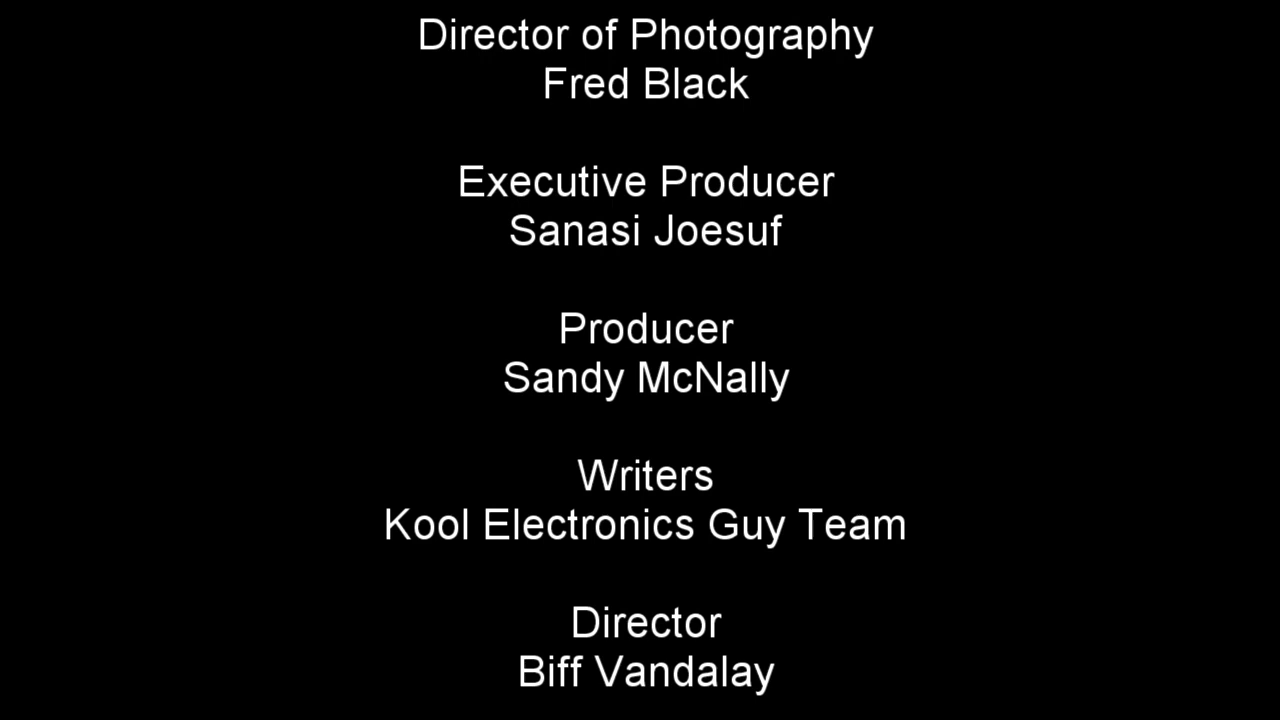 Director of Photography
Fred Black
Executive Producer
Sanasi Joesuf
Producer
Sandy McNally
Writers
Kool Electronics Guy Team
Director
Biff Vandalay